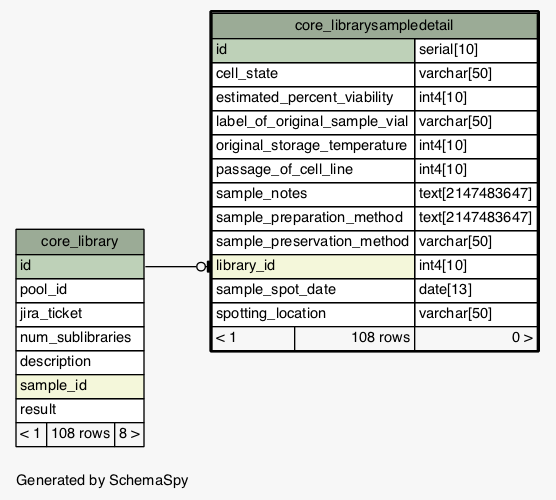 core_librarysampledetail
id serial[10]
cell_state varchar[50]
estimated_percent_viability int4[10]
label_of_original_sample_vial varchar[50]
original_storage_temperature int4[10]
passage_of_cell_line int4[10]
sample_notes text[2147483647]
sample_preparation_method text[2147483647]
sample_preservation_method varchar[50]
library_id int4[10]
sample_spot_date date[13]
spotting_location varchar[50]
< 1 108 rows 0 >
core_library
id
pool_id
jira_ticket
num_sublibraries
description
sample_id
result
< 1 108 rows 8 >
Generated by SchemaSpy